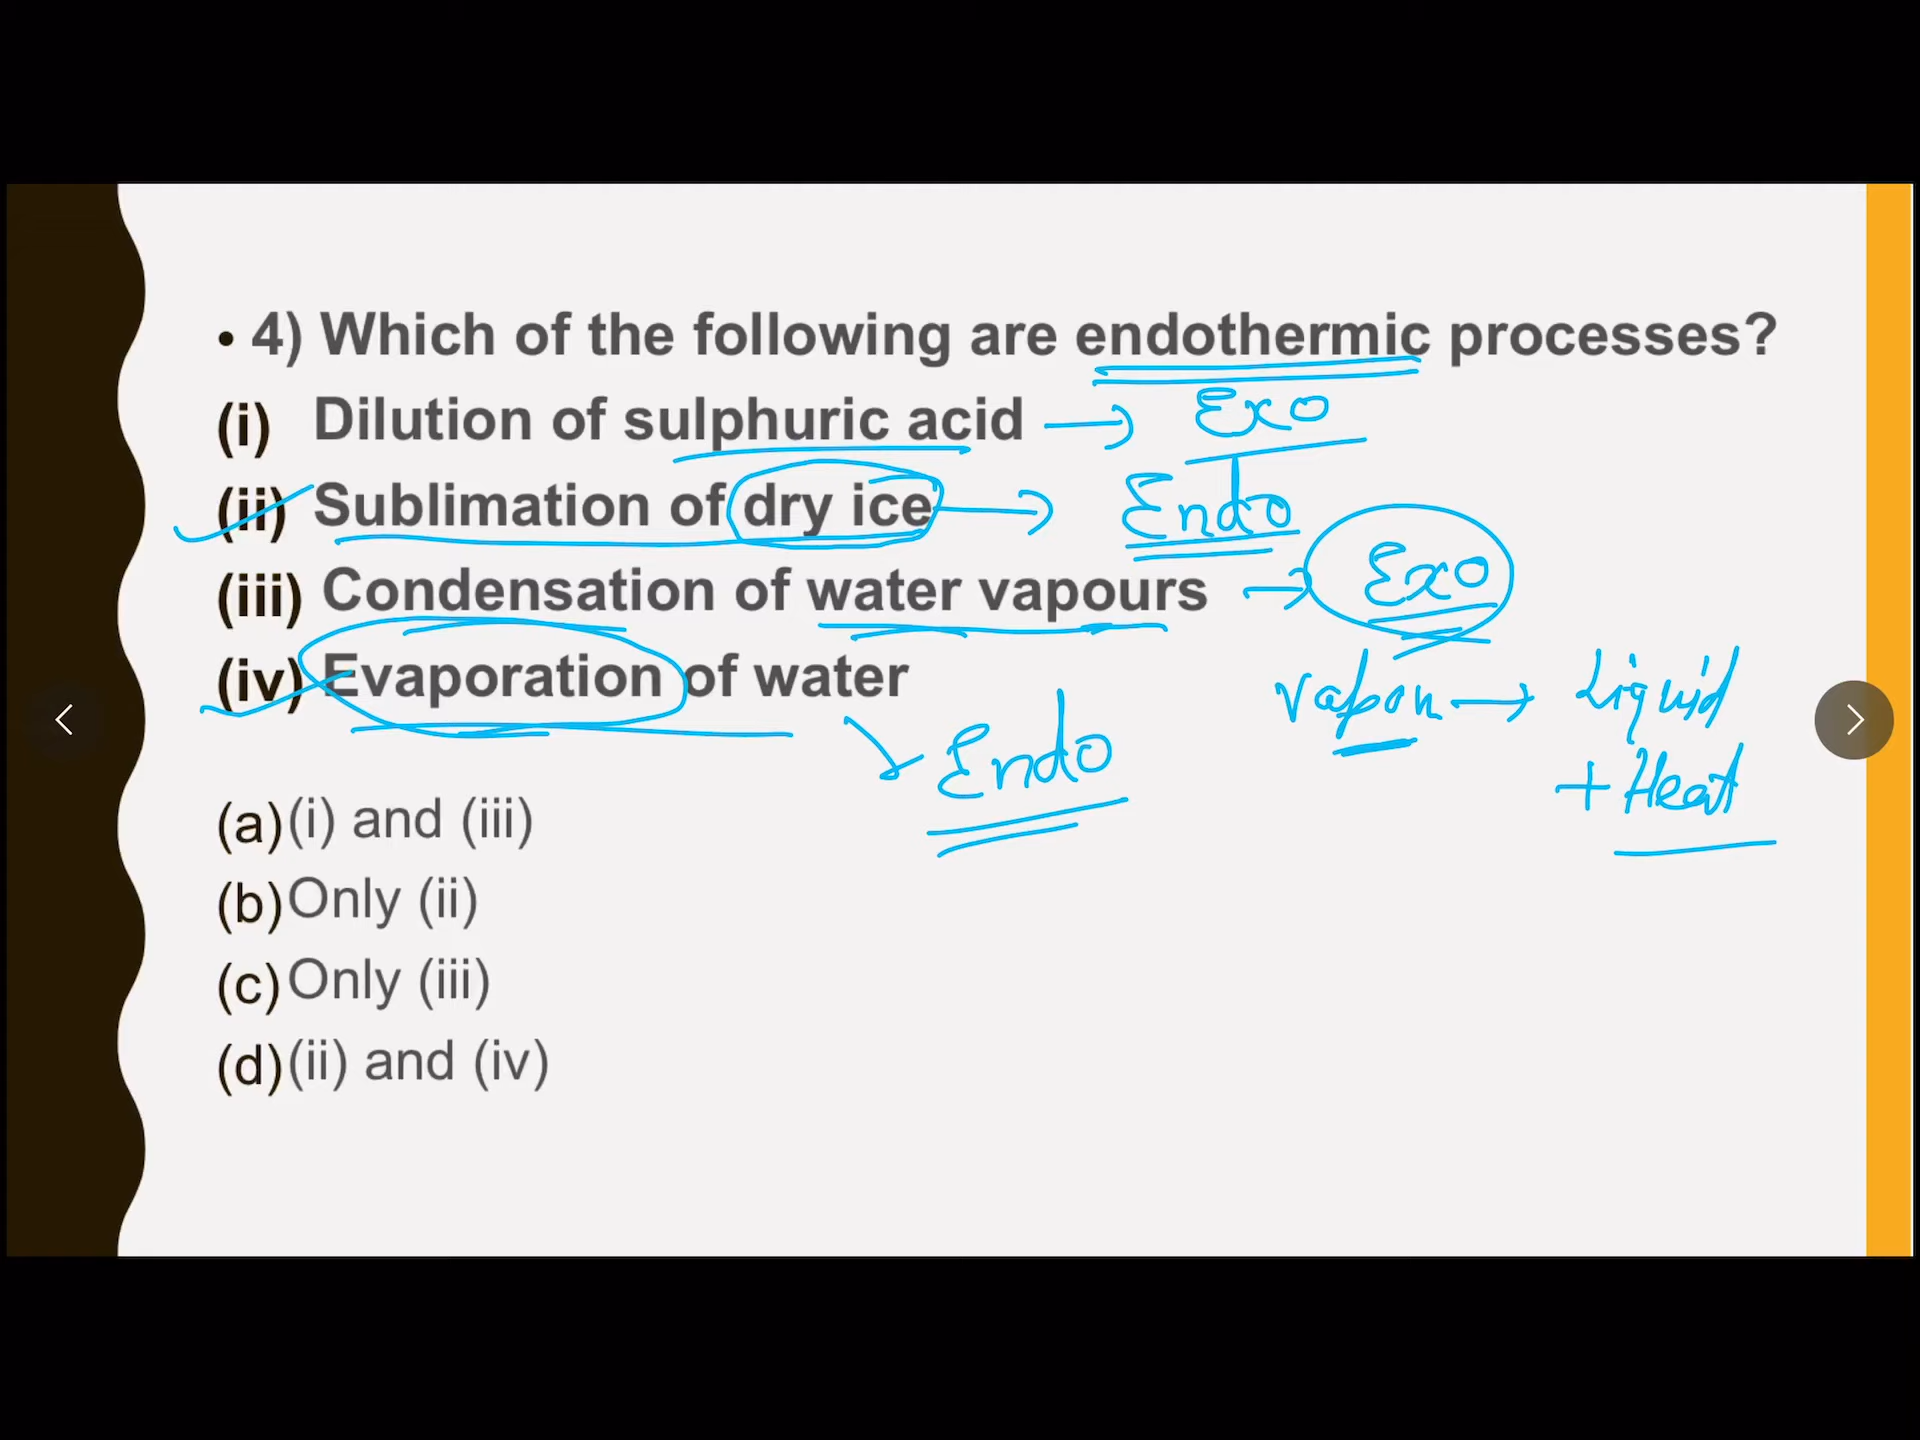 • 4) Which of the following are endothermic processes?
(i) Dilution of sulphuric acid → Exo
(ii) Sublimation of dry ice → Endo
(iii) Condensation of water vapours → Exo
(iv) Evaporation of water
Vapour → Liquid
+ Heat
Endo
(a) (i) and (iii)
(b) Only (ii)
(c) Only (iii)
(d) (ii) and (iv)